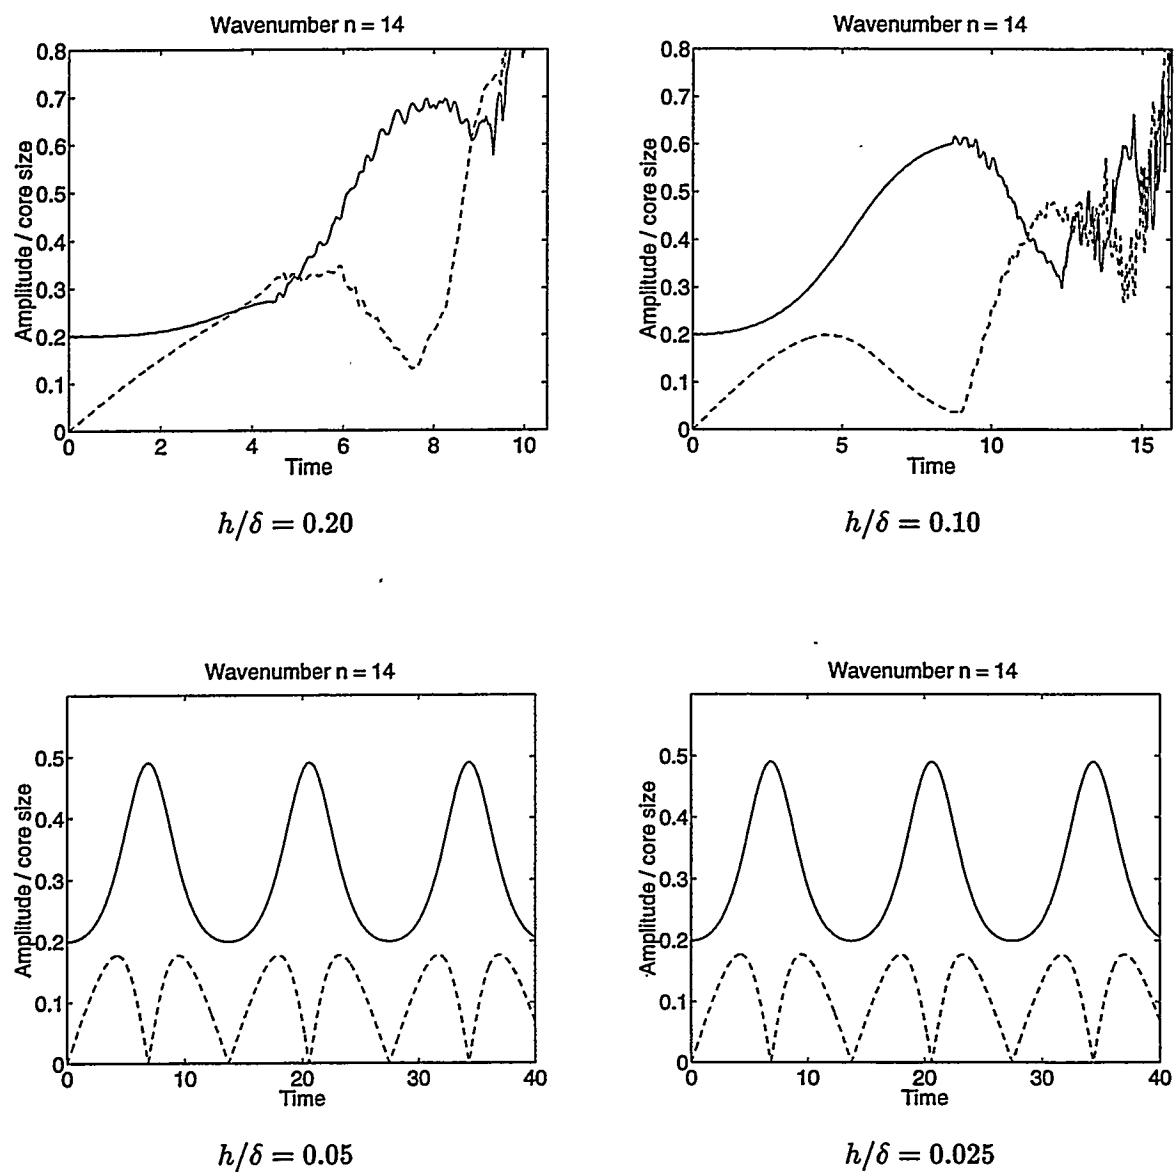 Wavenumber n = 14
Amplitude / core size
0.8
0.7
0.6
0.5
0.4
0.3
0.2
0.1
0
0 2 4 6 8 10
Time
h/δ = 0.20
Wavenumber n = 14
Amplitude / core size
0.8
0.7
0.6
0.5
0.4
0.3
0.2
0.1
0
0 5 10 15
Time
h/δ = 0.10
Wavenumber n = 14
Amplitude / core size
0.5
0.4
0.3
0.2
0.1
0
0 10 20 30 40
Time
h/δ = 0.05
Wavenumber n = 14
Amplitude / core size
0.5
0.4
0.3
0.2
0.1
0
0 10 20 30 40
Time
h/δ = 0.025